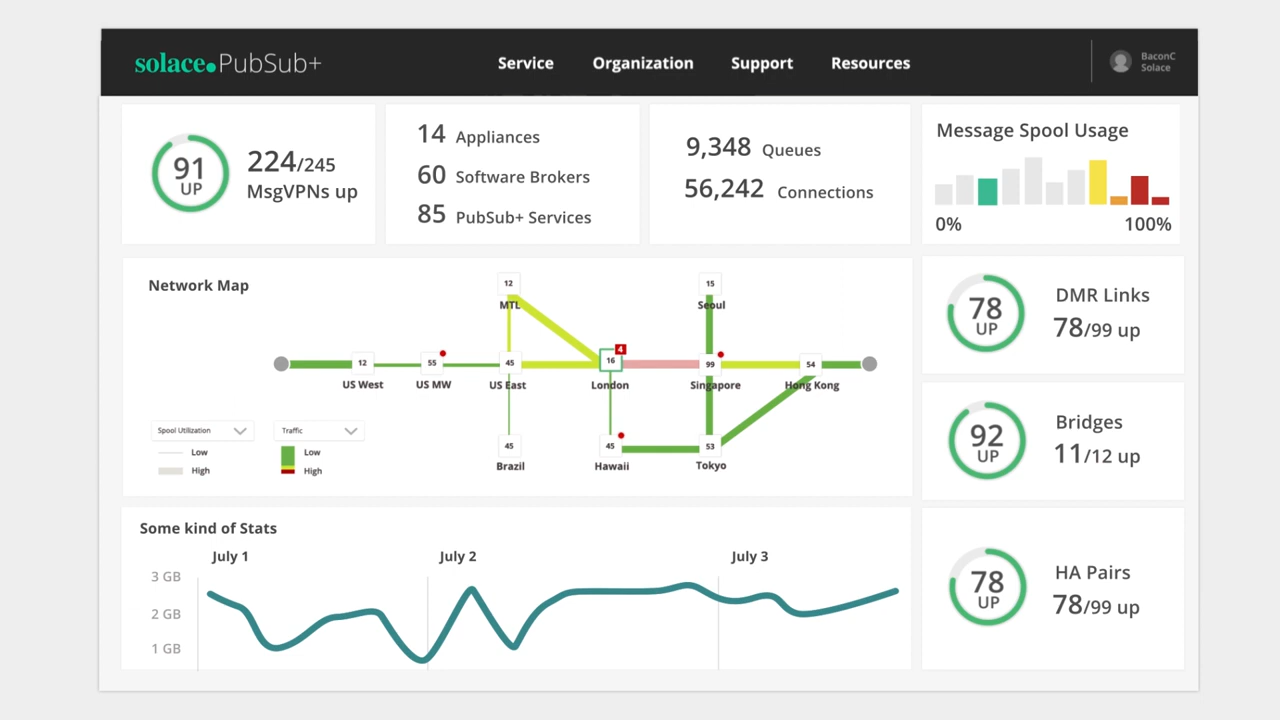 solace.PubSub+
Service Organization Support Resources
BaconC
Solace
91
UP
224/245
MsgVPNs up
14 Appliances
60 Software Brokers
85 PubSub+ Services
9,348 Queues
56,242 Connections
Message Spool Usage
0% 100%
Network Map
12
MTL
15
Seoul
12
US West
55
US MW
45
US East
16
4
London
99
Singapore
54
Hong Kong
45
Brazil
45
Hawaii
53
Tokyo
Spool Utilization
Low
High
Traffic
Low
High
78
UP
DMR Links
78/99 up
92
UP
Bridges
11/12 up
78
UP
HA Pairs
78/99 up
Some kind of Stats
July 1 July 2 July 3
3 GB
2 GB
1 GB